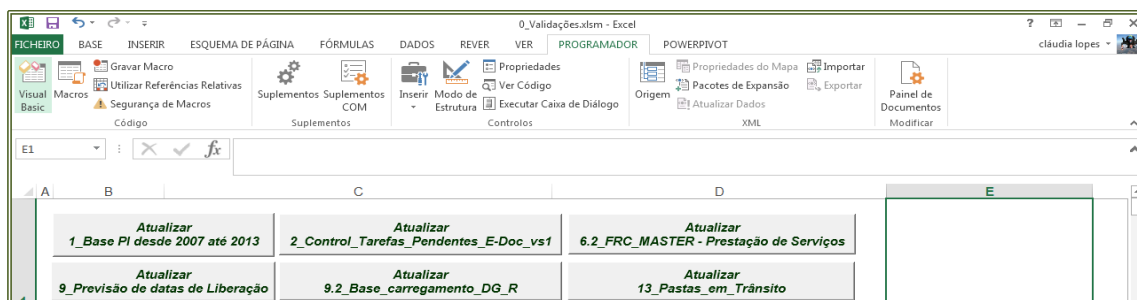 0_Validações.xlsm - Excel
FICHEIRO BASE INSERIR ESQUEMA DE PÁGINA FÓRMULAS DADOS REVER VER PROGRAMADOR POWERPIVOT cláudia lopes
Visual Basic
Macros
Gravar Macro
Utilizar Referências Relativas
Segurança de Macros
Código
Suplementos
Suplementos COM
Suplementos
Inserir
Modo de Estrutura
Propriedades
Ver Código
Executar Caixa de Diálogo
Controlos
Origem
Propriedades do Mapa
Pacotes de Expansão
Atualizar Dados
Importar
Exportar
XML
Painel de Documentos
Modificar
E1
fx
A B C D E
Atualizar
1_Base PI desde 2007 até 2013
Atualizar
2_Control_Tarefas_Pendentes_E-Doc_vs1
Atualizar
6.2_FRC_MASTER - Prestação de Serviços
Atualizar
9_Previsão de datas de Liberação
Atualizar
9.2_Base_carregamento_DG_R
Atualizar
13_Pastas_em_Trânsito